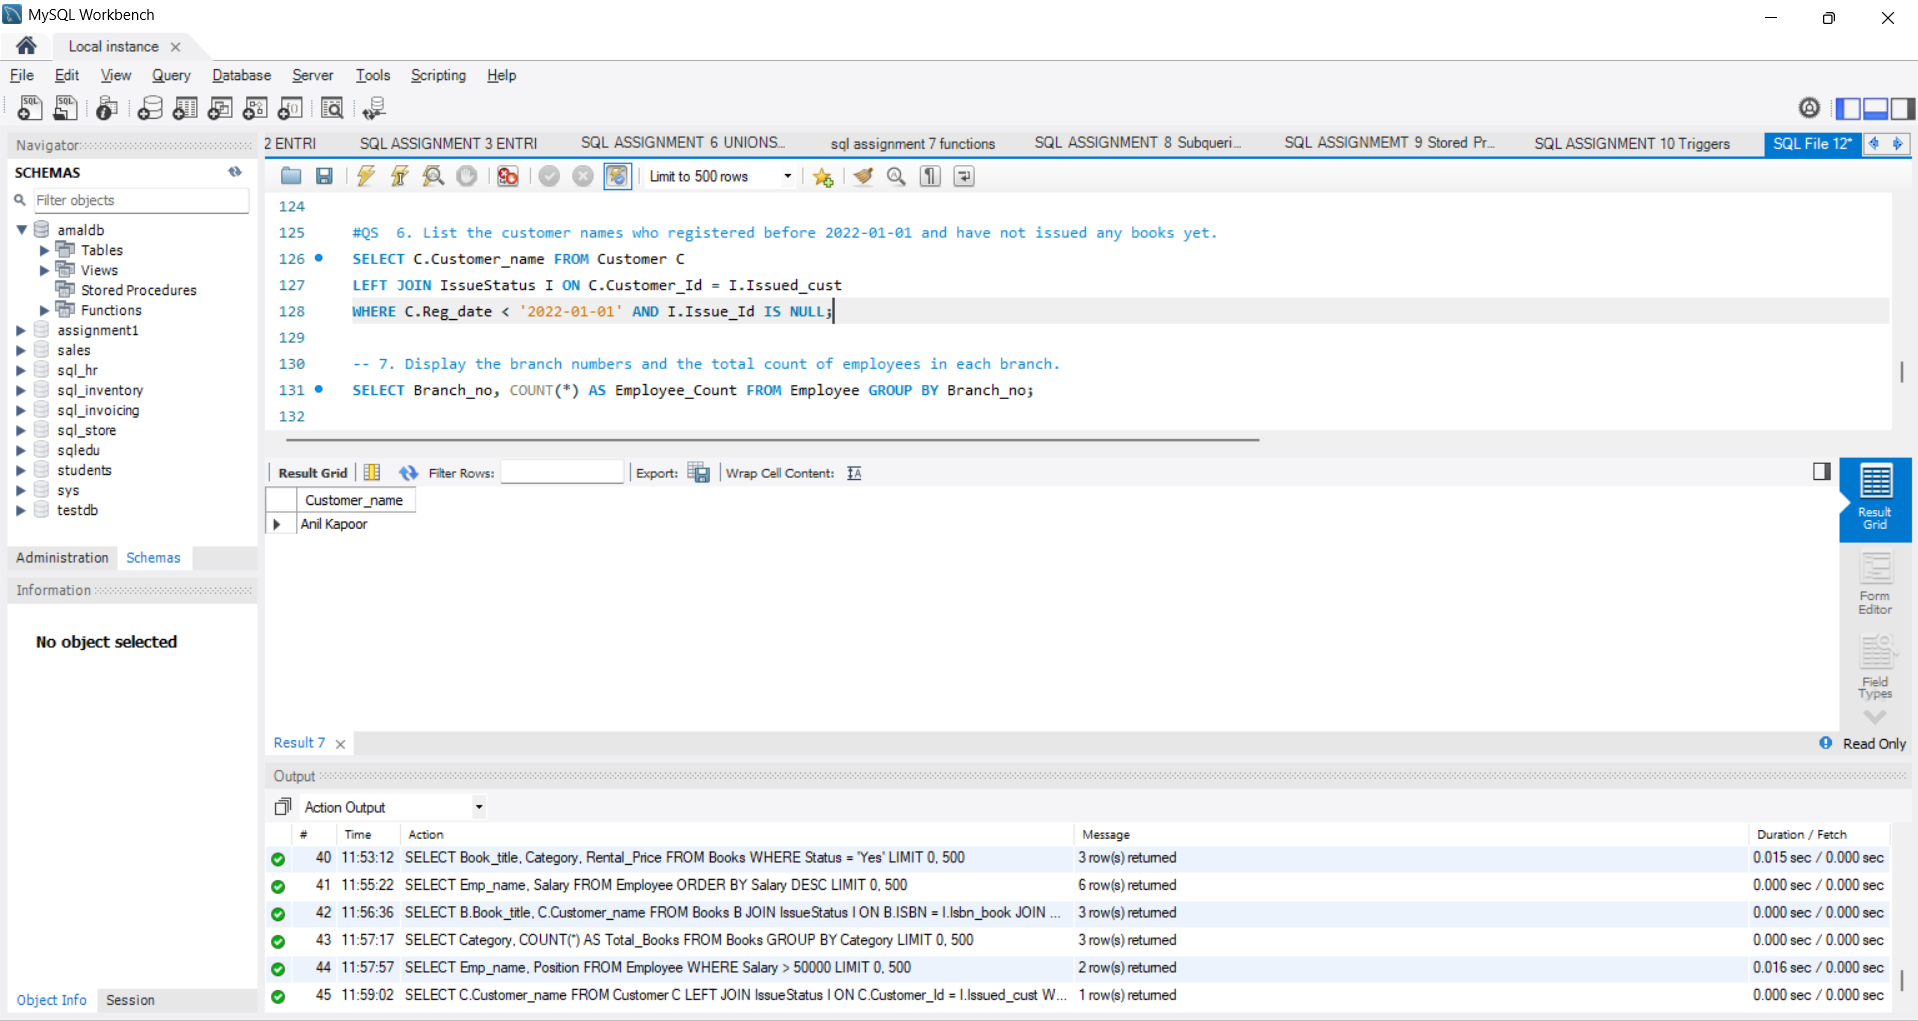 MySQL Workbench
Local instance
File Edit View Query Database Server Tools Scripting Help
Navigator
2 ENTRI SQL ASSIGNMENT 3 ENTRI SQL ASSIGNMENT 6 UNIONS... sql assignment 7 functions SQL ASSIGNMENT 8 Subqueri... SQL ASSIGNMEMT 9 Stored Pr... SQL ASSIGNMENT 10 Triggers SQL File 12*
SCHEMAS
Filter objects
amaldb
Tables
Views
Stored Procedures
Functions
assignment1
sales
sql_hr
sql_inventory
sql_invoicing
sql_store
sqledu
students
sys
testdb
Administration Schemas
Information
No object selected
Object Info Session
Limit to 500 rows
124
125 #QS 6. List the customer names who registered before 2022-01-01 and have not issued any books yet.
126 SELECT C.Customer_name FROM Customer C
127 LEFT JOIN IssueStatus I ON C.Customer_Id = I.Issued_cust
128 WHERE C.Reg_date < '2022-01-01' AND I.Issue_Id IS NULL;
129
130 -- 7. Display the branch numbers and the total count of employees in each branch.
131 SELECT Branch_no, COUNT(*) AS Employee_Count FROM Employee GROUP BY Branch_no;
132
Result Grid Filter Rows: Export: Wrap Cell Content:
Customer_name
Anil Kapoor
Result
Grid
Form
Editor
Field
Types
Result 7
Read Only
Output
Action Output
# Time Action Message Duration / Fetch
40 11:53:12 SELECT Book_title, Category, Rental_Price FROM Books WHERE Status = 'Yes' LIMIT 0, 500 3 row(s) returned 0.015 sec / 0.000 sec
41 11:55:22 SELECT Emp_name, Salary FROM Employee ORDER BY Salary DESC LIMIT 0, 500 6 row(s) returned 0.000 sec / 0.000 sec
42 11:56:36 SELECT B.Book_title, C.Customer_name FROM Books B JOIN IssueStatus I ON B.ISBN = I.Isbn_book JOIN ... 3 row(s) returned 0.000 sec / 0.000 sec
43 11:57:17 SELECT Category, COUNT(*) AS Total_Books FROM Books GROUP BY Category LIMIT 0, 500 3 row(s) returned 0.000 sec / 0.000 sec
44 11:57:57 SELECT Emp_name, Position FROM Employee WHERE Salary > 50000 LIMIT 0, 500 2 row(s) returned 0.016 sec / 0.000 sec
45 11:59:02 SELECT C.Customer_name FROM Customer C LEFT JOIN IssueStatus I ON C.Customer_Id = I.Issued_cust W... 1 row(s) returned 0.000 sec / 0.000 sec